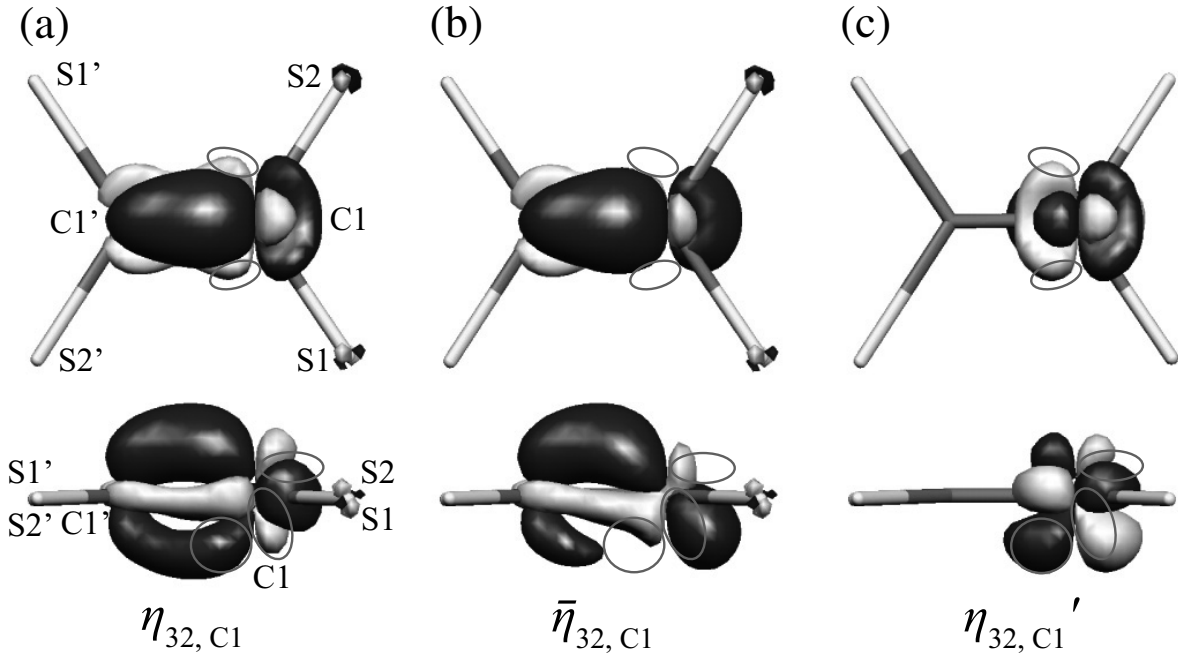 (a) (b) (c)
S1’ S2
C1’ C1
S2’ S1
S1’ S2
S2’ C1’ S1
C1
η32, C1 η̄32, C1 η32, C1′